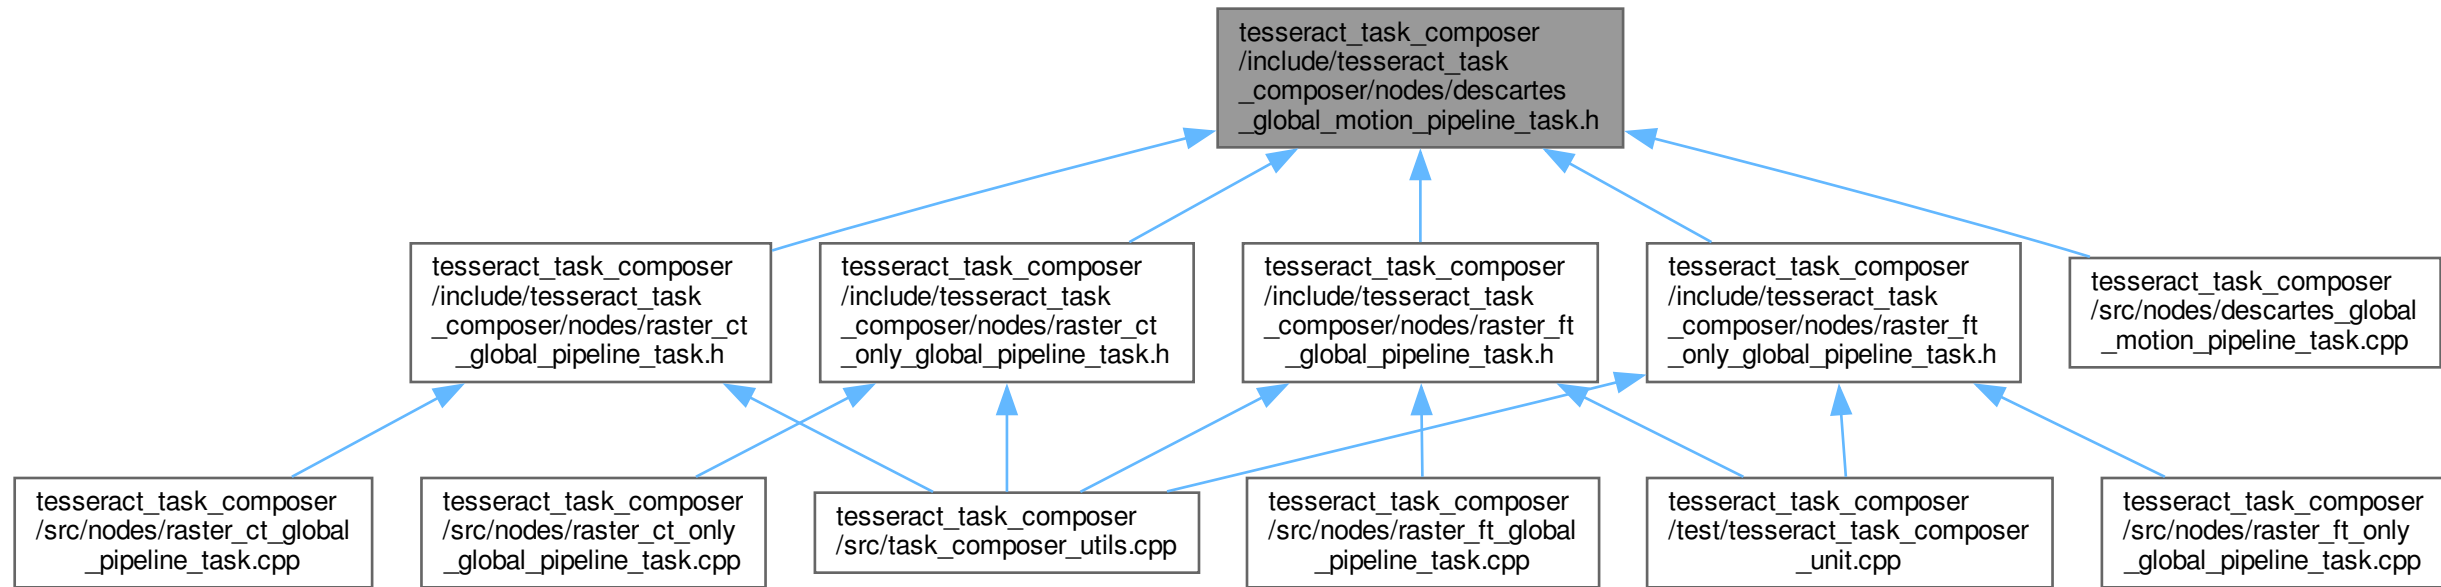 tesseract_task_composer
/include/tesseract_task
_composer/nodes/descartes
_global_motion_pipeline_task.h
tesseract_task_composer
/include/tesseract_task
_composer/nodes/raster_ct
_global_pipeline_task.h
tesseract_task_composer
/include/tesseract_task
_composer/nodes/raster_ct
_only_global_pipeline_task.h
tesseract_task_composer
/include/tesseract_task
_composer/nodes/raster_ft
_global_pipeline_task.h
tesseract_task_composer
/include/tesseract_task
_composer/nodes/raster_ft
_only_global_pipeline_task.h
tesseract_task_composer
/src/nodes/descartes_global
_motion_pipeline_task.cpp
tesseract_task_composer
/src/nodes/raster_ct_global
_pipeline_task.cpp
tesseract_task_composer
/src/nodes/raster_ct_only
_global_pipeline_task.cpp
tesseract_task_composer
/src/task_composer_utils.cpp
tesseract_task_composer
/src/nodes/raster_ft_global
_pipeline_task.cpp
tesseract_task_composer
/test/tesseract_task_composer
_unit.cpp
tesseract_task_composer
/src/nodes/raster_ft_only
_global_pipeline_task.cpp